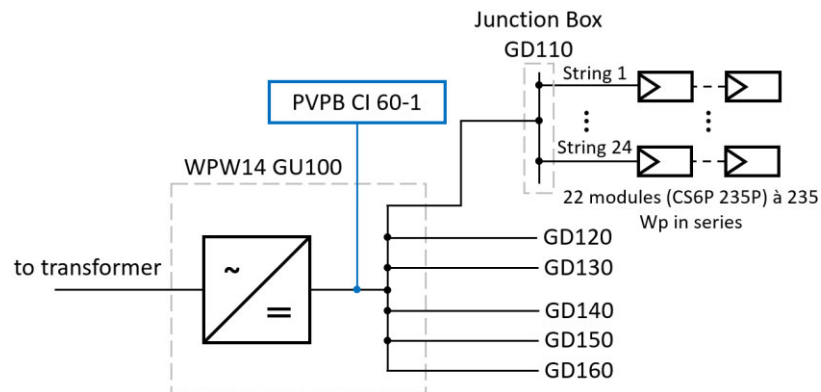 Junction Box
GD110
String 1
PVPB CI 60-1
String 24
WPW14 GU100
22 modules (CS6P 235P) à 235
Wp in series
GD120
to transformer
~
=
GD130
GD140
GD150
GD160